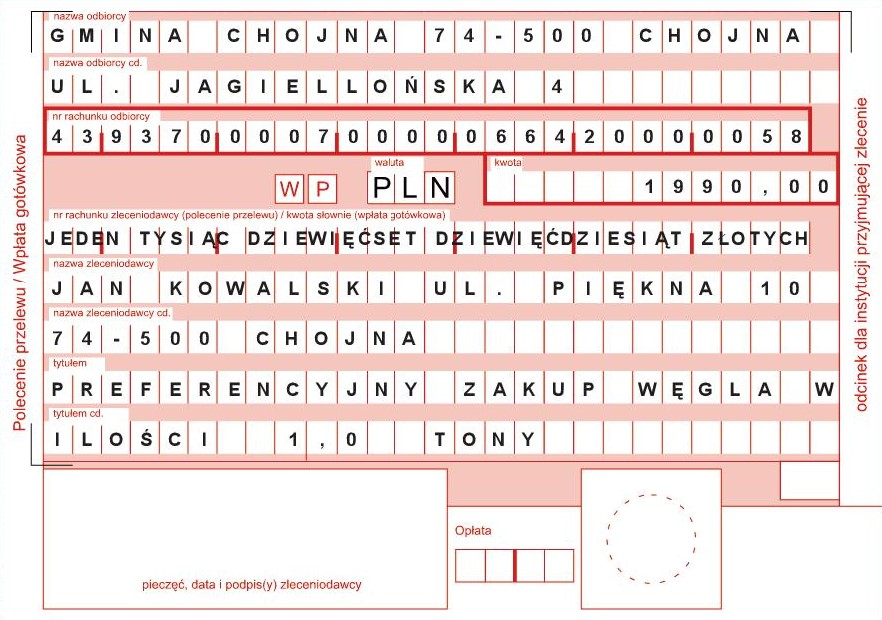 nazwa odbiorcy
GMINA CHOJNA 74-500 CHOJNA
nazwa odbiorcy cd.
UL. JAGIELLOŃSKA 4
nr rachunku odbiorcy
43937000070000066420000058
waluta
kwota
WP PLN 1990,00
nr rachunku zleceniodawcy (polecenie przelewu) / kwota słownie (wpłata gotówkowa)
JEDEN TYSIĄC DZIEWIĘĆSET DZIEWIĘĆDZIESIĄT ZŁOTYCH
nazwa zleceniodawcy
JAN KOWALSKI UL. PIĘKNA 10
nazwa zleceniodawcy cd.
74-500 CHOJNA
tytułem
PREFERENCYJNY ZAKUP WĘGLA W
tytułem cd.
ILOŚCI 1,0 TONY
Opłata
pieczęć, data i podpis(y) zleceniodawcy
Polecenie przelewu / Wpłata gotówkowa
odcinek dla instytucji przyjmującej zlecenie